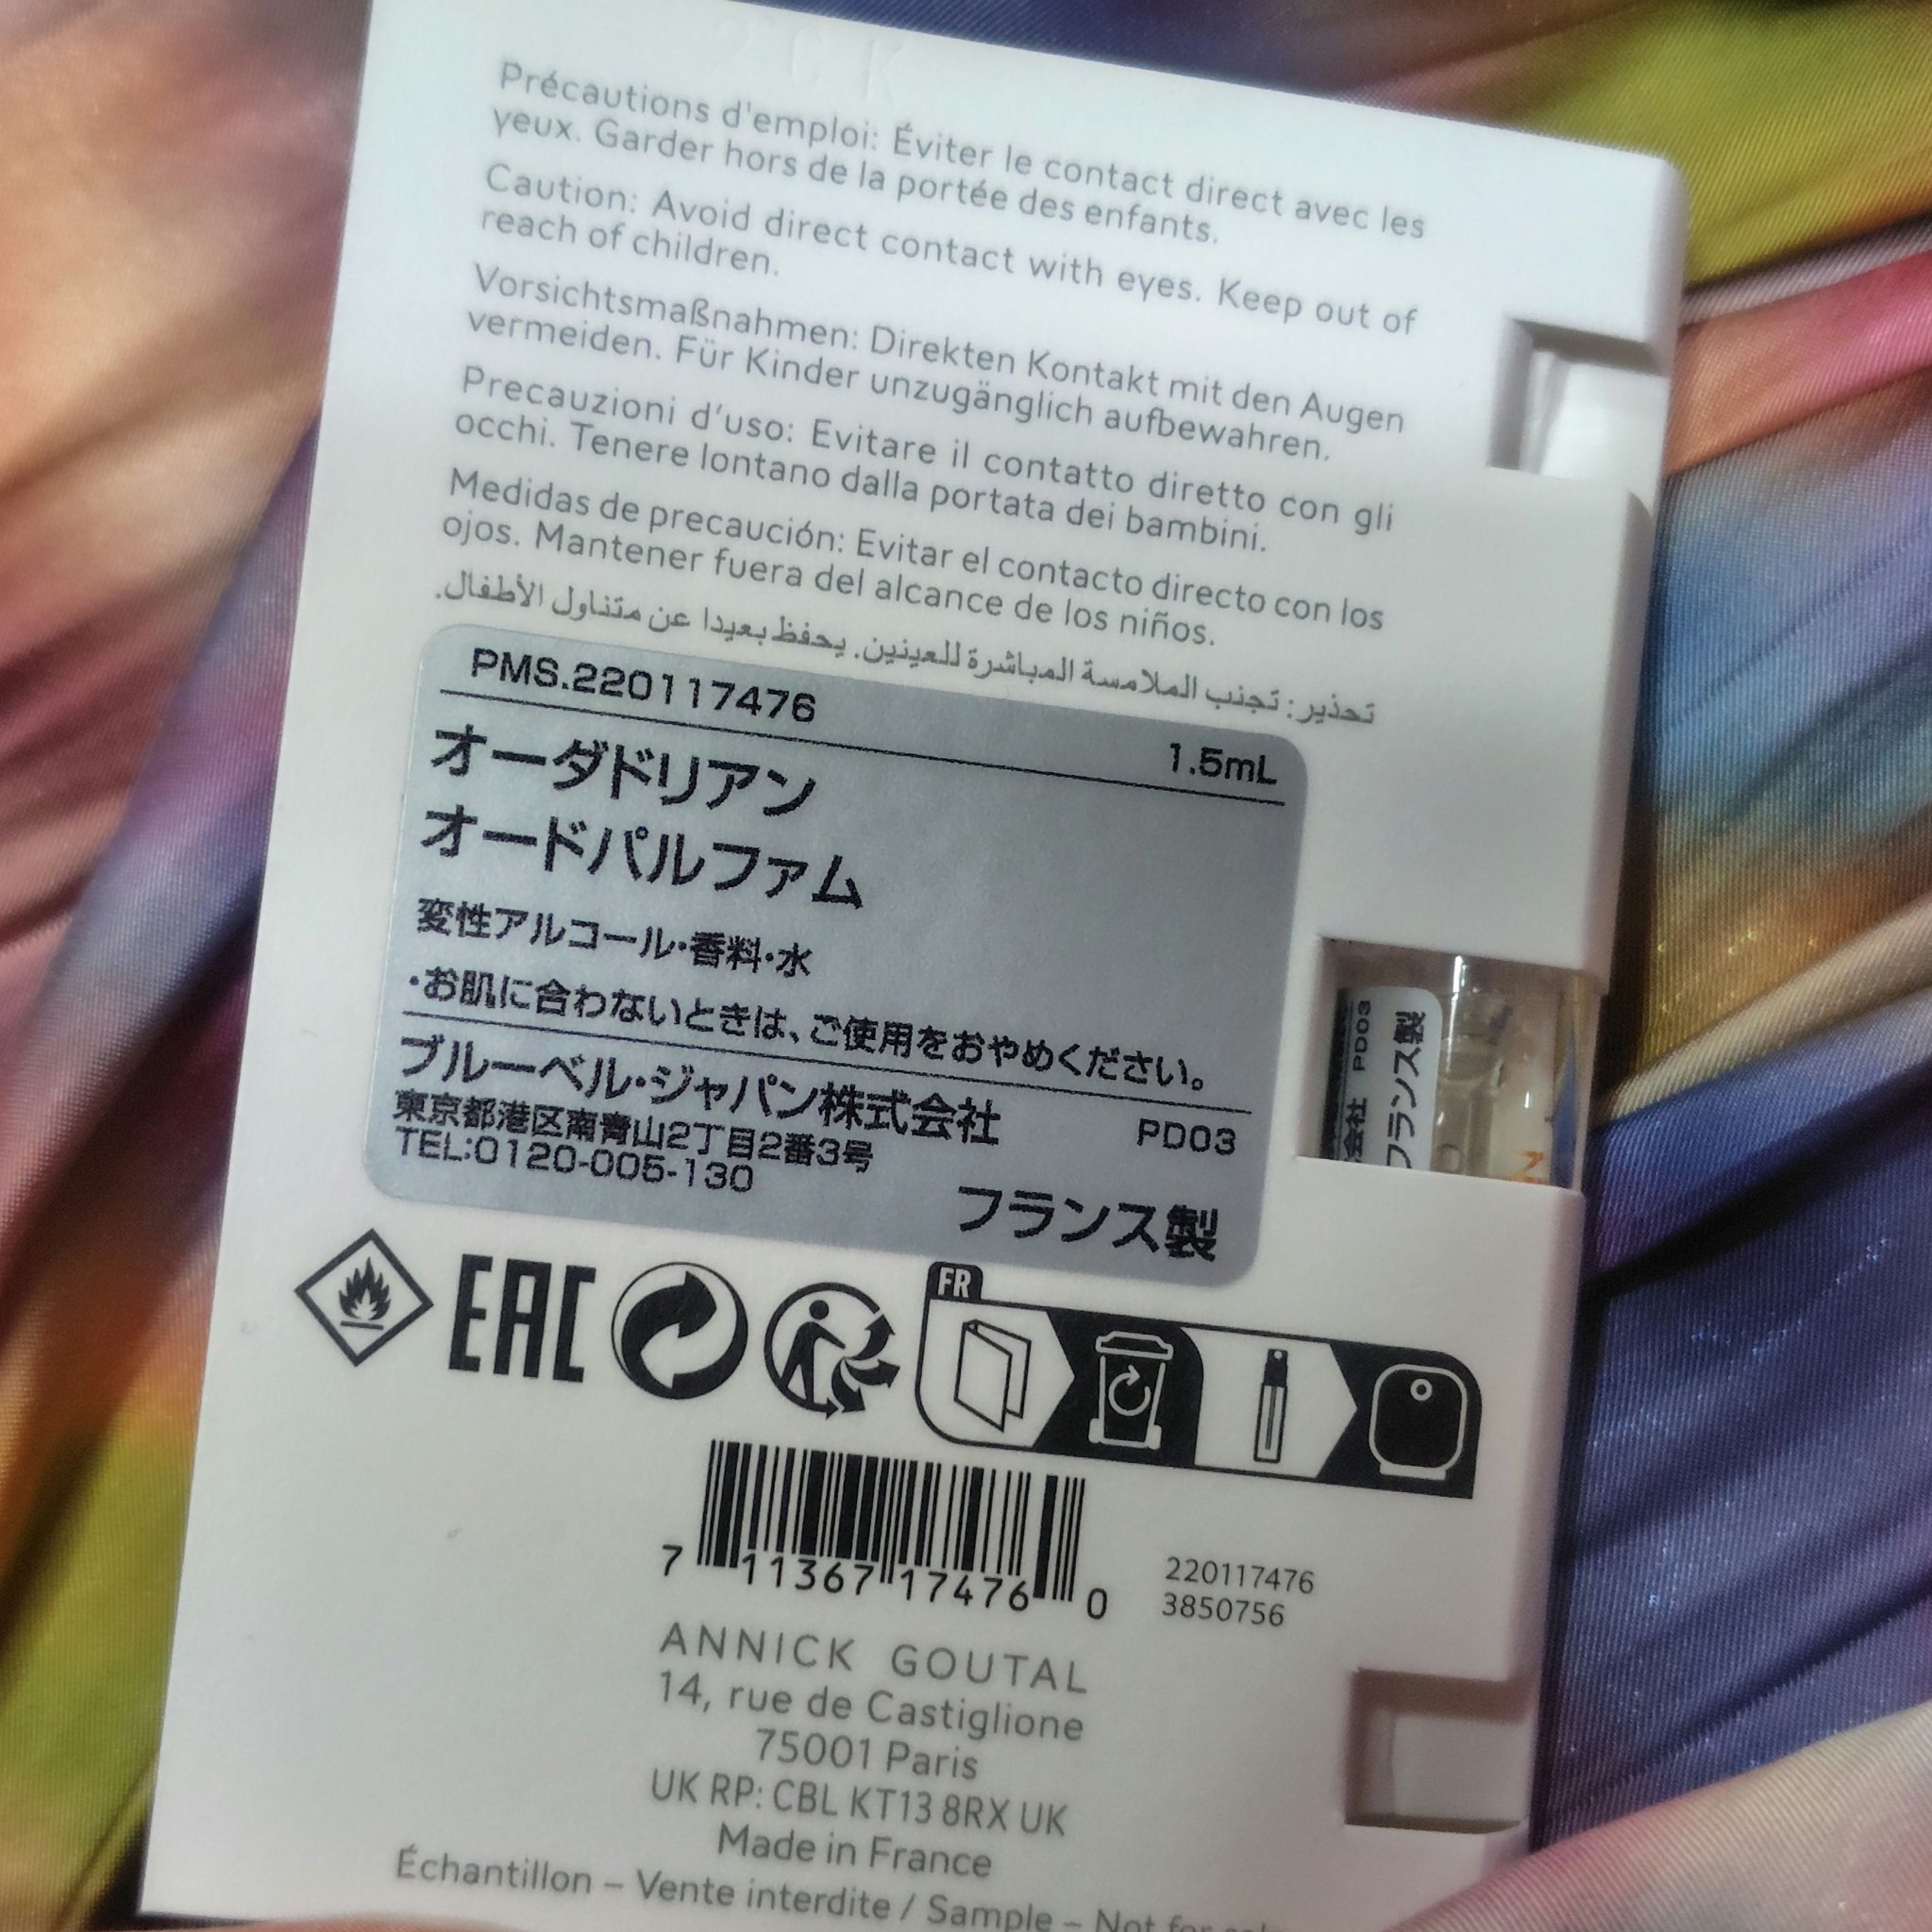 Précautions d'emploi: Éviter le contact direct avec les
yeux. Garder hors de la portée des enfants.
Caution: Avoid direct contact with eyes. Keep out of
reach of children.
Vorsichtsmaßnahmen: Direkten Kontakt mit den Augen
vermeiden. Für Kinder unzugänglich aufbewahren.
Precauzioni d'uso: Evitare il contatto diretto con gli
occhi. Tenere lontano dalla portata dei bambini.
Medidas de precaución: Evitar el contacto directo con los
ojos. Mantener fuera del alcance de los niños.
تحذير: تجنب الملامسة المباشرة للعينين. يحفظ بعيدا عن متناول الأطفال.
PMS.220117476 1.5mL
オーダドリアン
オードパルファム
変性アルコール・香料・水
・お肌に合わないときは、ご使用をおやめください。
ブルーベル・ジャパン株式会社 PD03
東京都港区南青山2丁目2番3号
TEL:0120-005-130
フランス製
会社 PD03
フランス製
EAC
FR
7 11367 17476 0
220117476
3850756
ANNICK GOUTAL
14, rue de Castiglione
75001 Paris
UK RP: CBL KT13 8RX UK
Made in France
Échantillon – Vente interdite / Sample – Not for